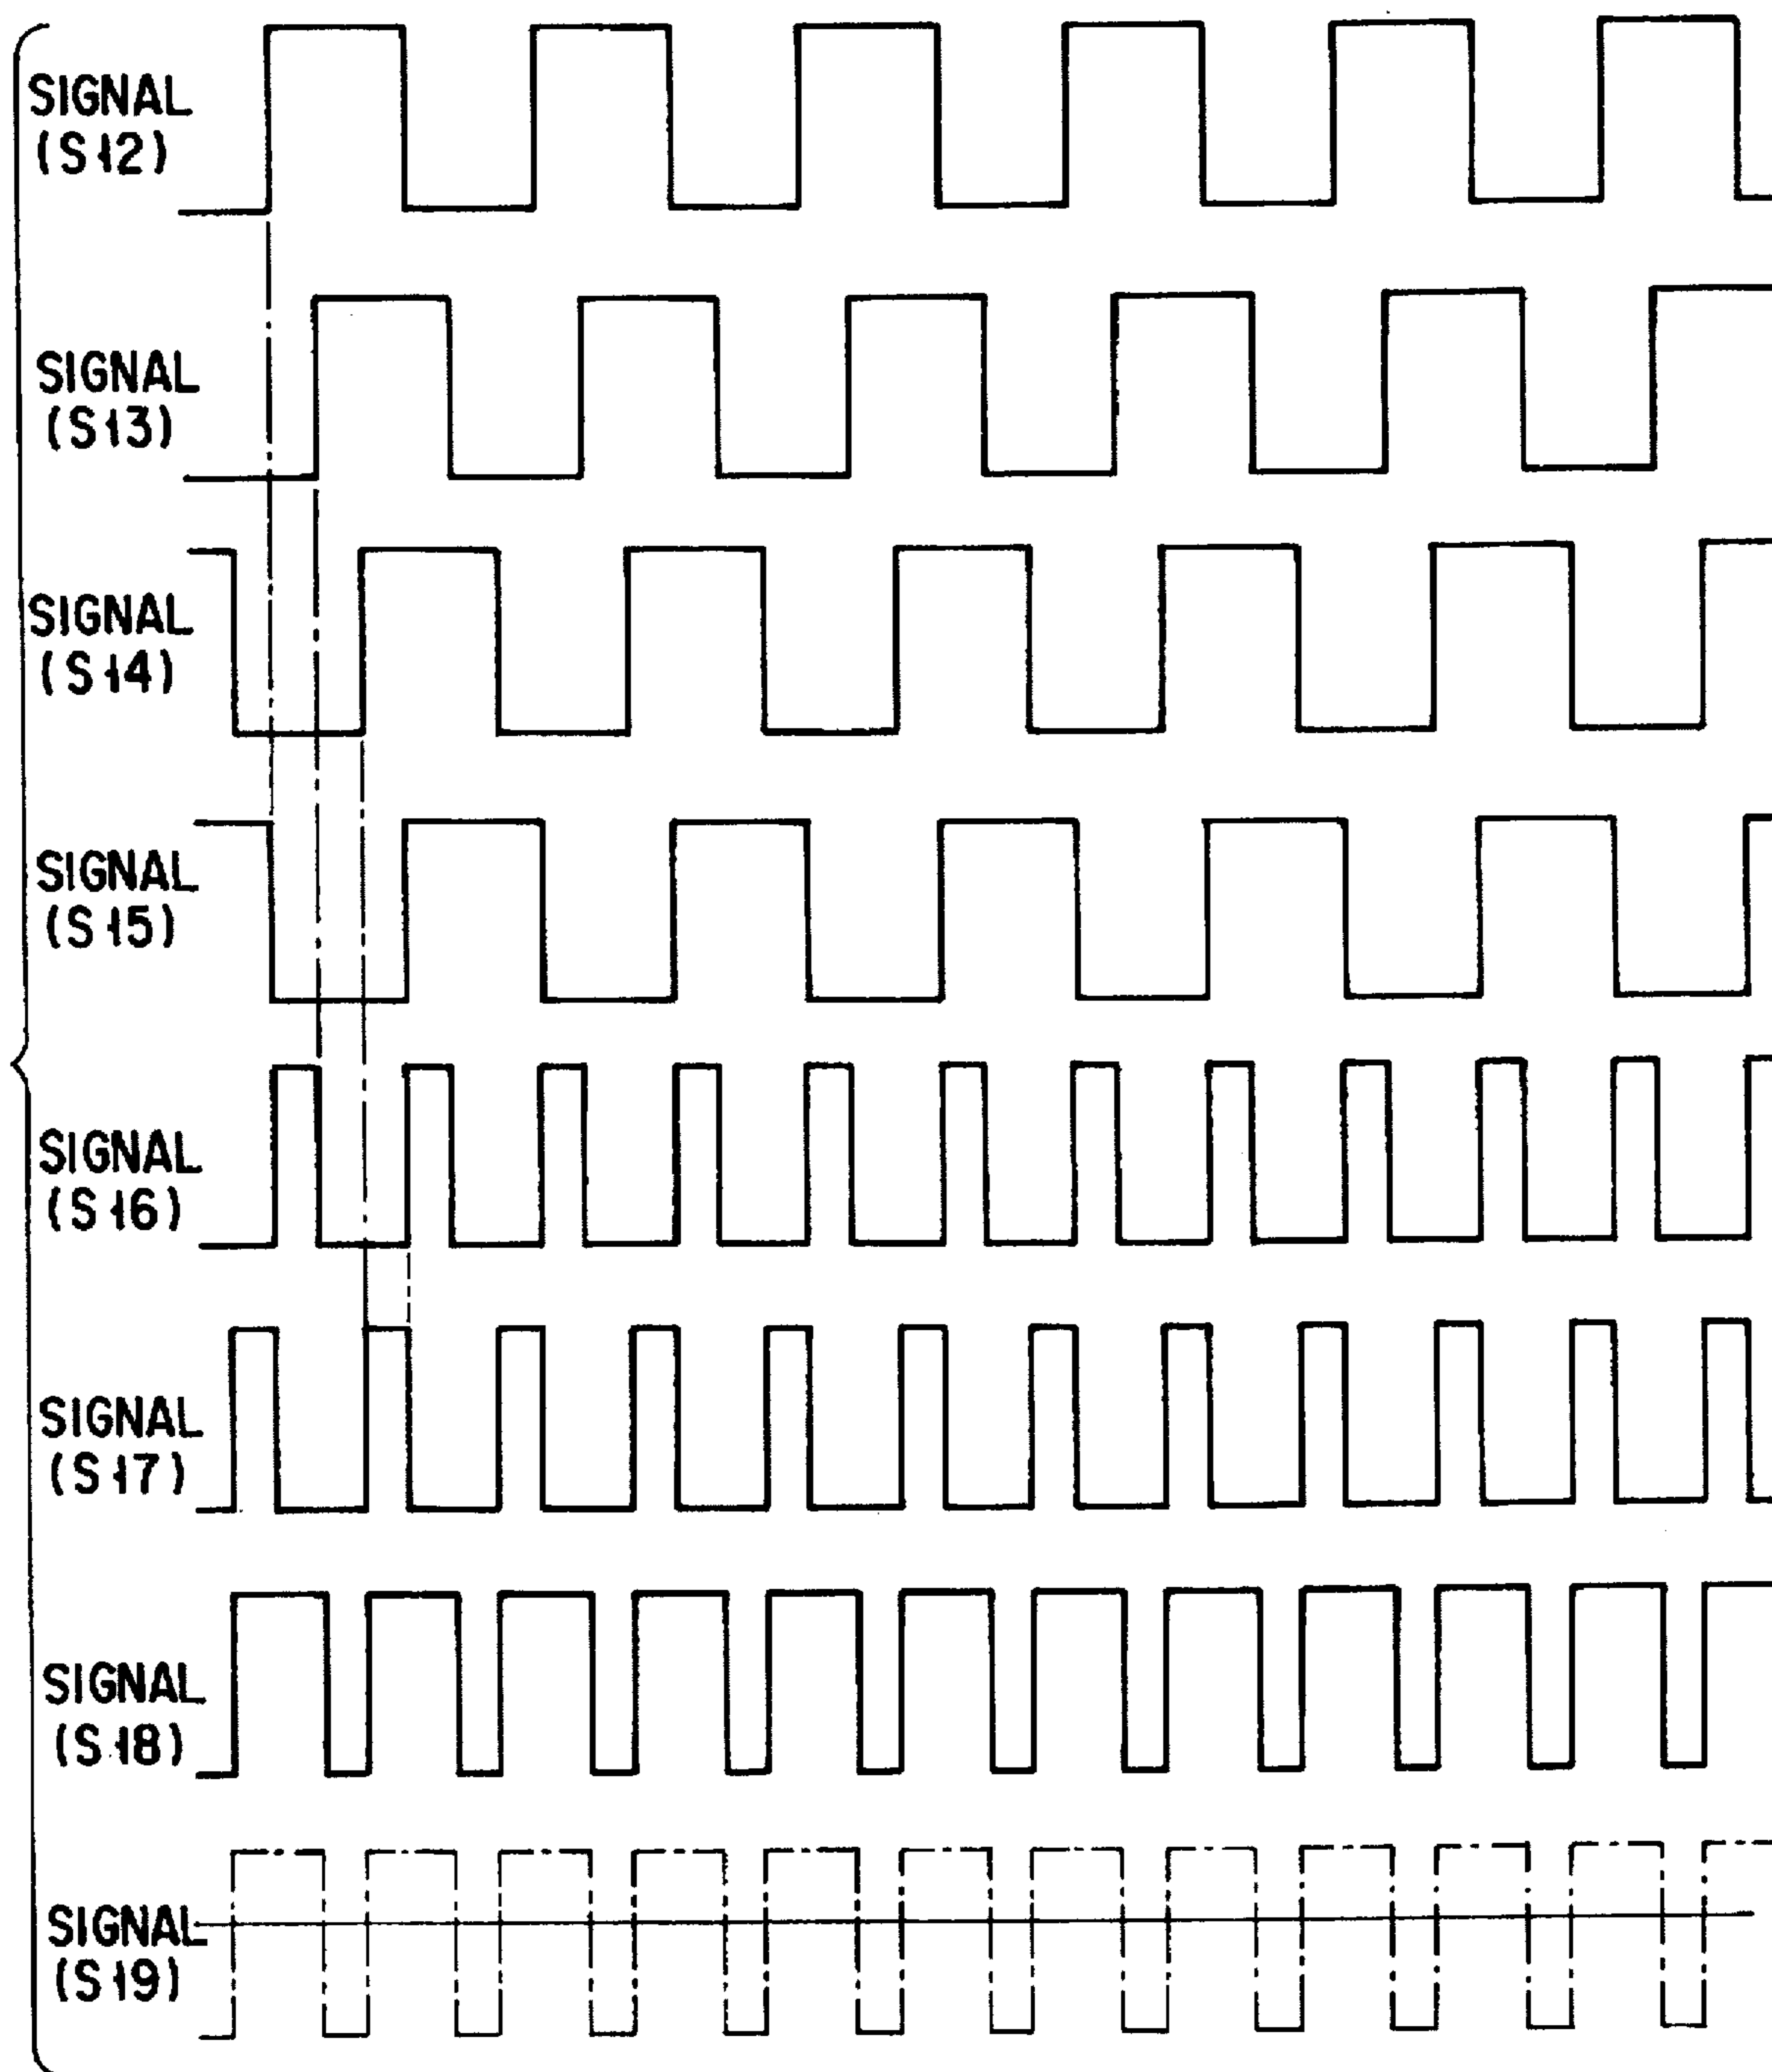 SIGNAL
(S12)
SIGNAL
(S13)
SIGNAL
(S14)
SIGNAL
(S15)
SIGNAL
(S16)
SIGNAL
(S17)
SIGNAL
(S18)
SIGNAL
(S19)